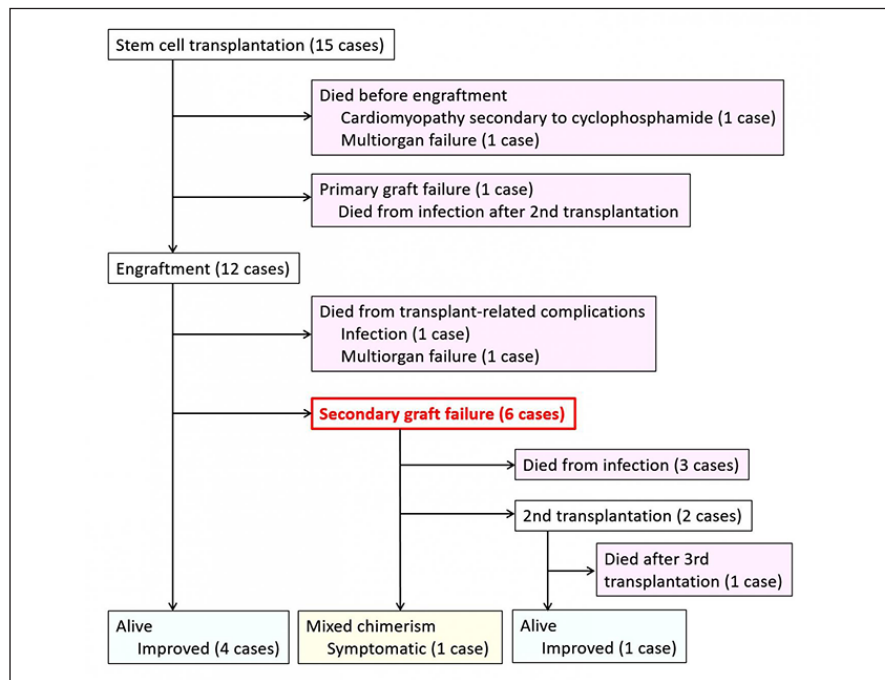 Stem cell transplantation (15 cases)
Died before engraftment
Cardiomyopathy secondary to cyclophosphamide (1 case)
Multiorgan failure (1 case)
Primary graft failure (1 case)
Died from infection after 2nd transplantation
Engraftment (12 cases)
Died from transplant-related complications
Infection (1 case)
Multiorgan failure (1 case)
Secondary graft failure (6 cases)
Died from infection (3 cases)
2nd transplantation (2 cases)
Died after 3rd
transplantation (1 case)
Alive
Improved (4 cases)
Mixed chimerism
Symptomatic (1 case)
Alive
Improved (1 case)